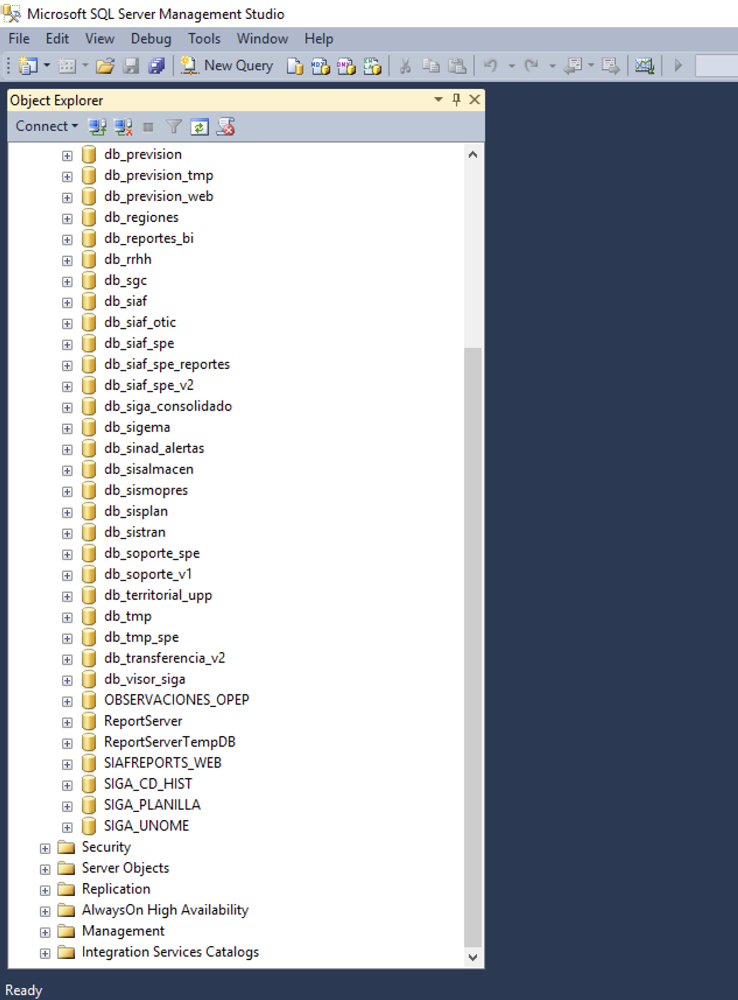 Microsoft SQL Server Management Studio
File Edit View Debug Tools Window Help
New Query
Object Explorer
Connect
db_prevision
db_prevision_tmp
db_prevision_web
db_regiones
db_reportes_bi
db_rrhh
db_sgc
db_siaf
db_siaf_otic
db_siaf_spe
db_siaf_spe_reportes
db_siaf_spe_v2
db_siga_consolidado
db_sigema
db_sinad_alertas
db_sisalmacen
db_sismopres
db_sisplan
db_sistran
db_soporte_spe
db_soporte_v1
db_territorial_upp
db_tmp
db_tmp_spe
db_transferencia_v2
db_visor_siga
OBSERVACIONES_OPEP
ReportServer
ReportServerTempDB
SIAFREPORTS_WEB
SIGA_CD_HIST
SIGA_PLANILLA
SIGA_UNOME
Security
Server Objects
Replication
AlwaysOn High Availability
Management
Integration Services Catalogs
Ready